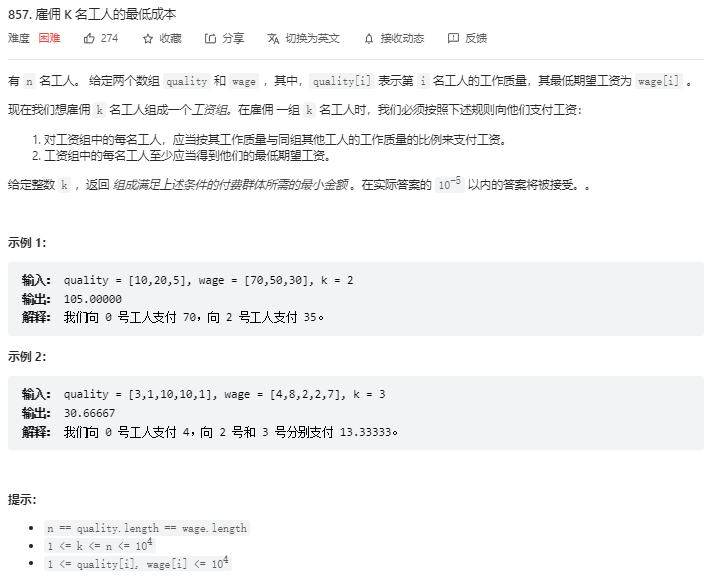 857. 雇佣 K 名工人的最低成本
难度 困难 274 收藏 分享 切换为英文 接收动态 反馈
有 n 名工人。 给定两个数组 quality 和 wage ，其中，quality[i] 表示第 i 名工人的工作质量，其最低期望工资为 wage[i] 。
现在我们想雇佣 k 名工人组成一个工资组。在雇佣 一组 k 名工人时，我们必须按照下述规则向他们支付工资：
1. 对工资组中的每名工人，应当按其工作质量与同组其他工人的工作质量的比例来支付工资。
2. 工资组中的每名工人至少应当得到他们的最低期望工资。
给定整数 k ，返回 组成满足上述条件的付费群体所需的最小金额 。在实际答案的 10⁻⁵ 以内的答案将被接受。。
示例 1：
输入： quality = [10,20,5], wage = [70,50,30], k = 2
输出： 105.00000
解释： 我们向 0 号工人支付 70，向 2 号工人支付 35。
示例 2：
输入： quality = [3,1,10,10,1], wage = [4,8,2,2,7], k = 3
输出： 30.66667
解释： 我们向 0 号工人支付 4，向 2 号和 3 号分别支付 13.33333。
提示：
• n == quality.length == wage.length
• 1 <= k <= n <= 10⁴
• 1 <= quality[i], wage[i] <= 10⁴